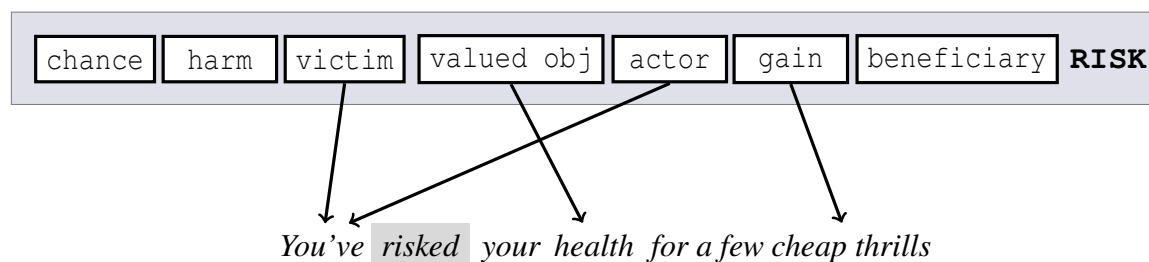 chance harm victim valued obj actor gain beneficiary RISK
You've risked your health for a few cheap thrills